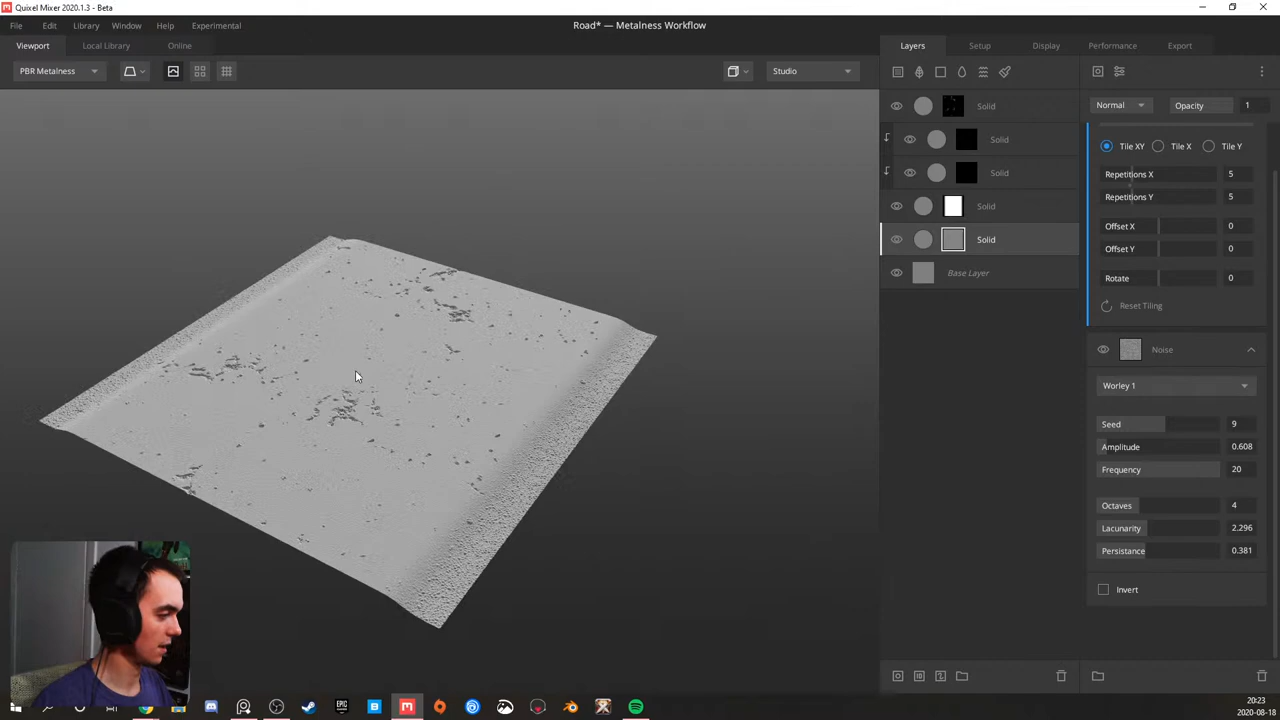 Quixel Mixer 2020.1.3 - Beta
File Edit Library Window Help Experimental
Road* — Metalness Workflow
Viewport Local Library Online
Layers Setup Display Performance Export
PBR Metalness
Studio
Solid
Solid
Solid
Solid
Solid
Base Layer
Normal Opacity 1
Tile XY Tile X Tile Y
Repetitions X 5
Repetitions Y 5
Offset X 0
Offset Y 0
Rotate 0
Reset Tiling
Noise
Worley 1
Seed 9
Amplitude 0.608
Frequency 20
Octaves 4
Lacunarity 2.296
Persistance 0.381
Invert
EPIC
20:23
2020-08-18